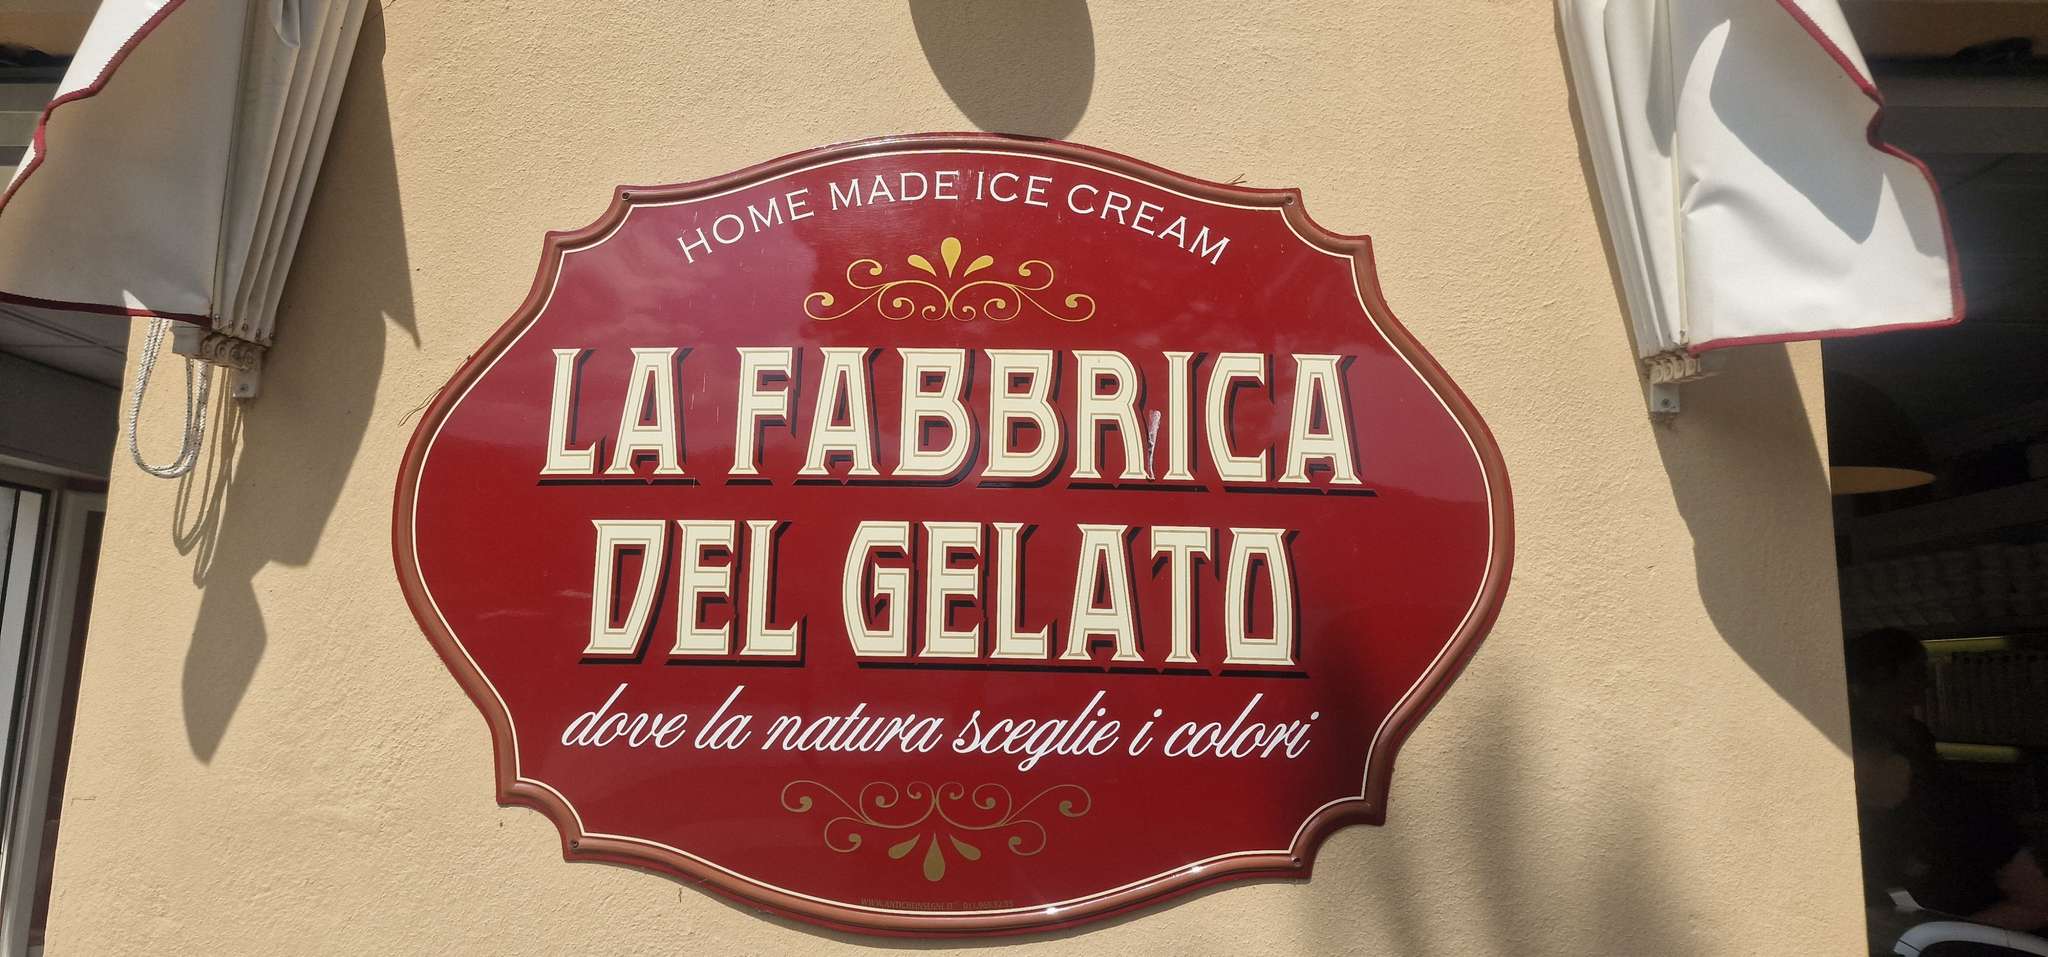 HOME MADE ICE CREAM
LA FABBRICA
DEL GELATO
dove la natura sceglie i colori